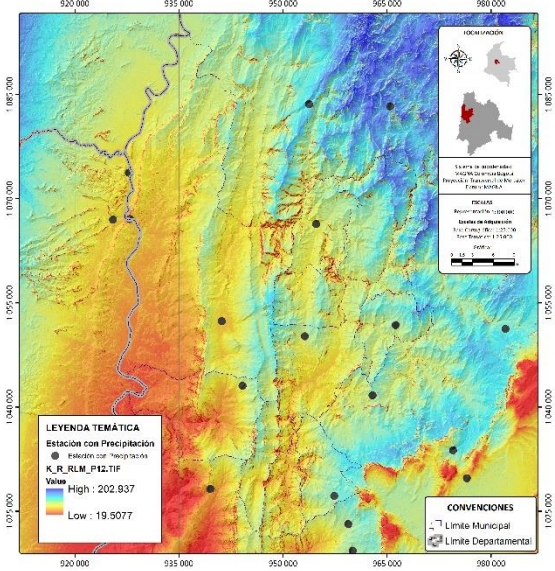 920 000 935 000 950 000 965 000 980 000
1 085 000
1 070 000
1 055 000
1 040 000
1 025 000
LOCALIZACIÓN
N
S
ESCALAS
Gráfica
LEYENDA TEMÁTICA
Estación con Precipitación
Estación con Precipitación
K_R_RLM_P12.TIF
Value
High : 202.937
Low : 19.5077
CONVENCIONES
Límite Municipal
Límite Departamental
920 000 935 000 950 000 965 000 980 000